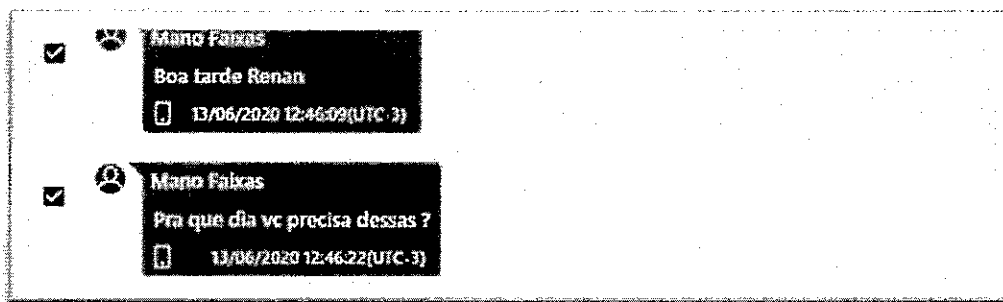 Mano Faixas
Boa tarde Renan
13/06/2020 12:46:09(UTC-3)
Mano Faixas
Pra que dia vc precisa dessas ?
13/06/2020 12:46:22(UTC-3)